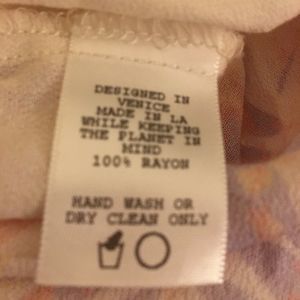 DESIGNED IN
VENICE
MADE IN LA
WHILE KEEPING
THE PLANET IN
MIND
100% RAYON
HAND WASH OR
DRY CLEAN ONLY